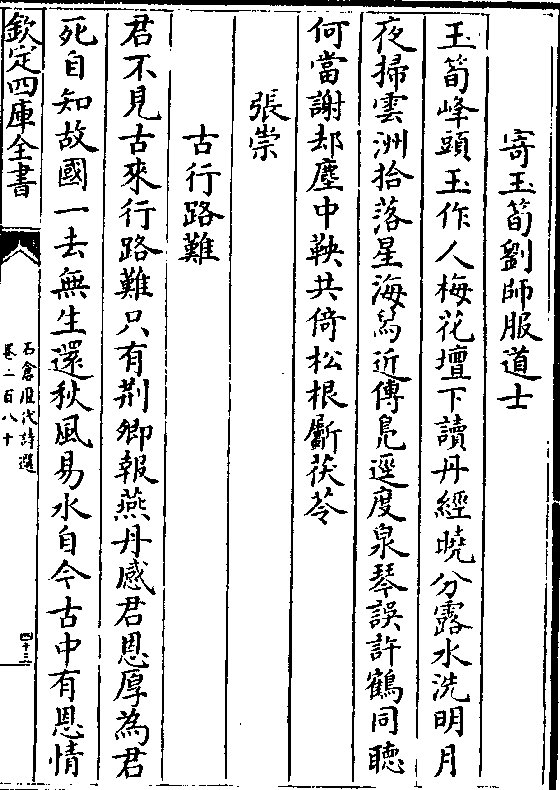 寄玉笥劉師服道士
玉笥峰頭玉作人梅花壇下讀丹經曉分露水洗明月
夜掃雲洲拾落星海舃近傳鳬逕度泉琴誤許鶴同聴
何當謝却塵中鞅共倚松根斸茯苓
張崇
古行路難
君不見古來行路難只有荆卿報燕丹感君恩厚為君
死自知故國一去無生還秋風易水自今古中有恩情
欽定四庫全書
石倉歷代詩選
卷二百八十
四十三